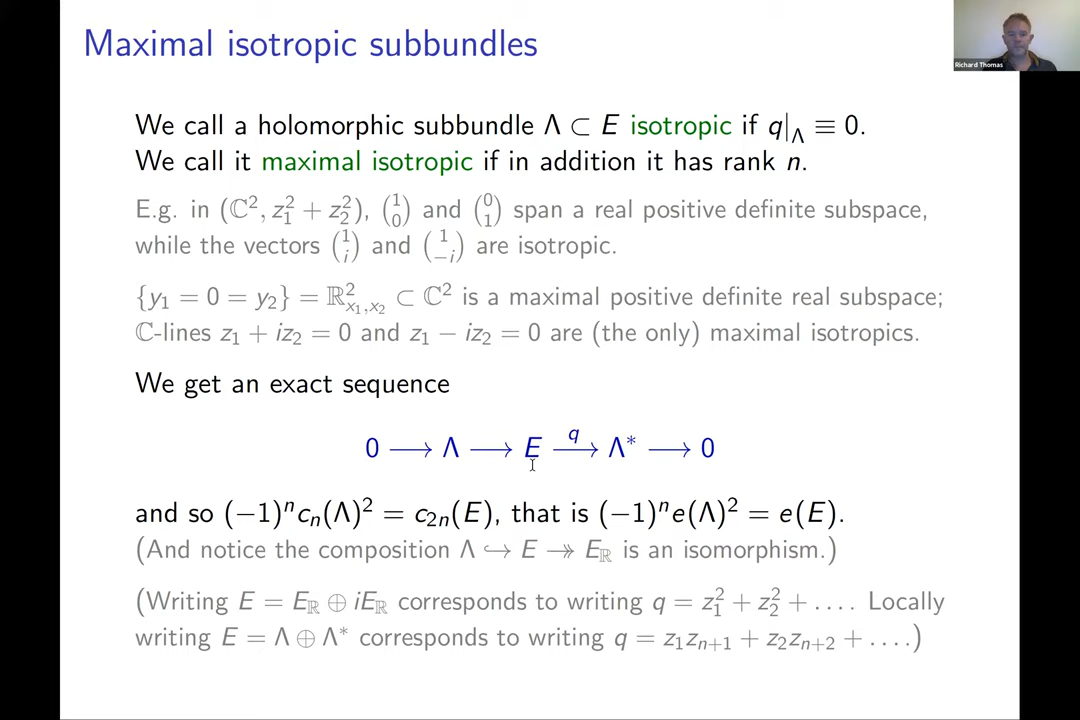 Maximal isotropic subbundles
Richard Thomas
We call a holomorphic subbundle Λ ⊂ E isotropic if q|_Λ ≡ 0.
We call it maximal isotropic if in addition it has rank n.
E.g. in (ℂ², z₁² + z₂²), (1 0) and (0 1) span a real positive definite subspace,
while the vectors (1 i) and (1 −i) are isotropic.
{y₁ = 0 = y₂} = ℝ²_{x₁,x₂} ⊂ ℂ² is a maximal positive definite real subspace;
ℂ-lines z₁ + iz₂ = 0 and z₁ − iz₂ = 0 are (the only) maximal isotropics.
We get an exact sequence
0 ⟶ Λ ⟶ E —q→ Λ* ⟶ 0
and so (−1)ⁿcₙ(Λ)² = c₂ₙ(E), that is (−1)ⁿe(Λ)² = e(E).
(And notice the composition Λ ↪ E ↠ E_ℝ is an isomorphism.)
(Writing E = E_ℝ ⊕ iE_ℝ corresponds to writing q = z₁² + z₂² + . . . . Locally
writing E = Λ ⊕ Λ* corresponds to writing q = z₁zₙ₊₁ + z₂zₙ₊₂ + . . . .)